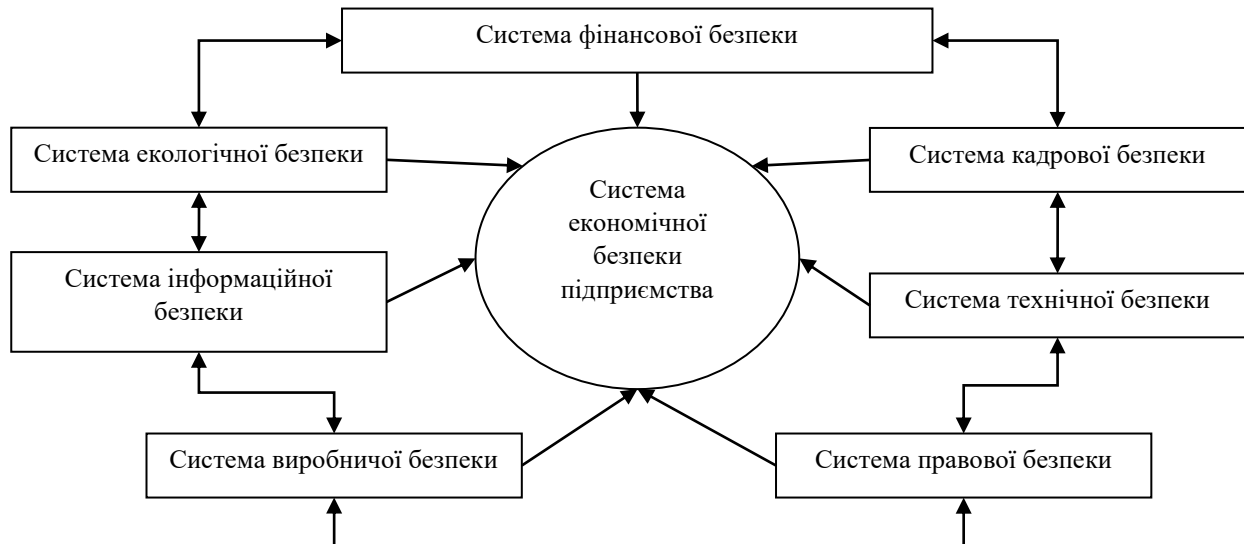 Система фінансової безпеки
Система екологічної безпеки
Система кадрової безпеки
Система
економічної
безпеки
підприємства
Система інформаційної
безпеки
Система технічної безпеки
Система виробничої безпеки
Система правової безпеки